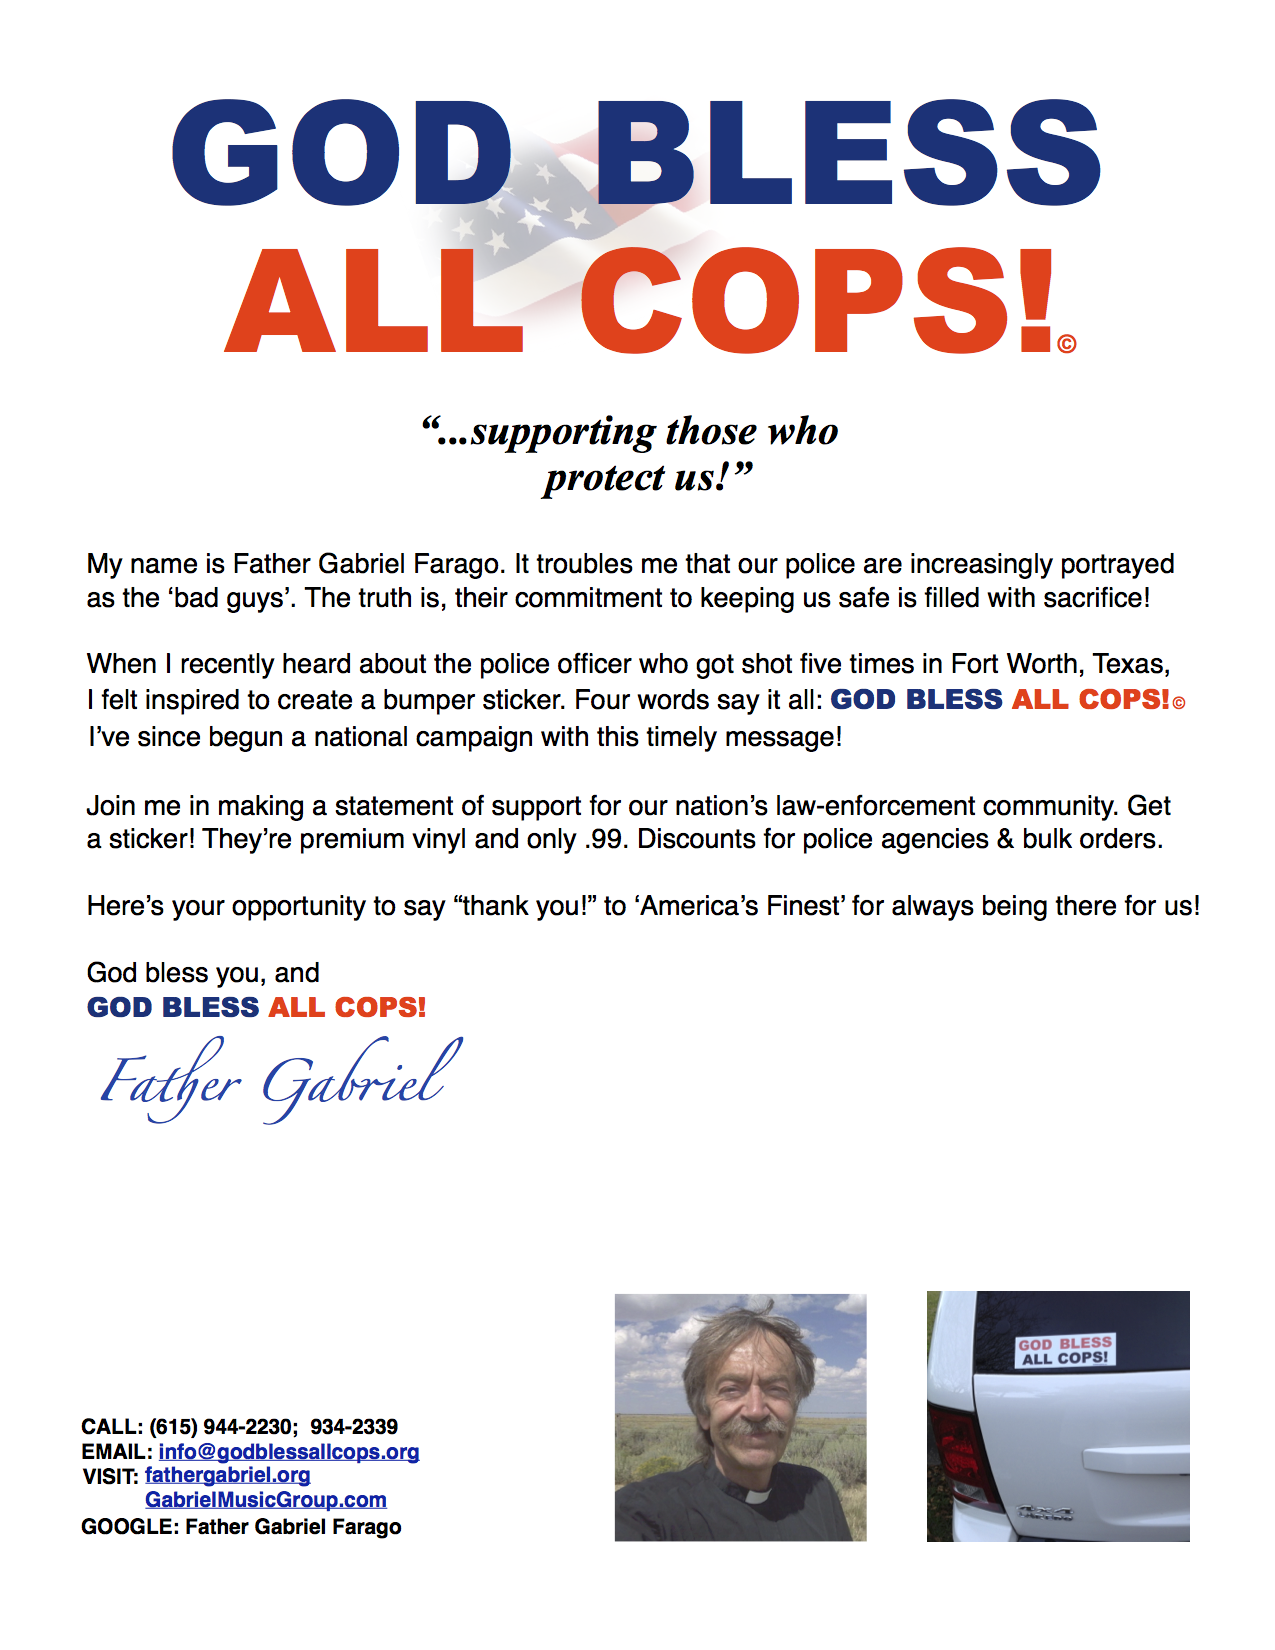 GOD BLESS
ALL COPS!©
“...supporting those who
protect us!”
My name is Father Gabriel Farago. It troubles me that our police are increasingly portrayed
as the ‘bad guys’. The truth is, their commitment to keeping us safe is filled with sacrifice!
When I recently heard about the police officer who got shot five times in Fort Worth, Texas,
I felt inspired to create a bumper sticker. Four words say it all: GOD BLESS ALL COPS!©
I’ve since begun a national campaign with this timely message!
Join me in making a statement of support for our nation’s law-enforcement community. Get
a sticker! They’re premium vinyl and only .99. Discounts for police agencies & bulk orders.
Here’s your opportunity to say “thank you!” to ‘America’s Finest’ for always being there for us!
God bless you, and
GOD BLESS ALL COPS!
Father Gabriel
CALL: (615) 944-2230;  934-2339
EMAIL: info@godblessallcops.org
VISIT: fathergabriel.org
GabrielMusicGroup.com
GOOGLE: Father Gabriel Farago
GOD BLESS
ALL COPS!
4x4